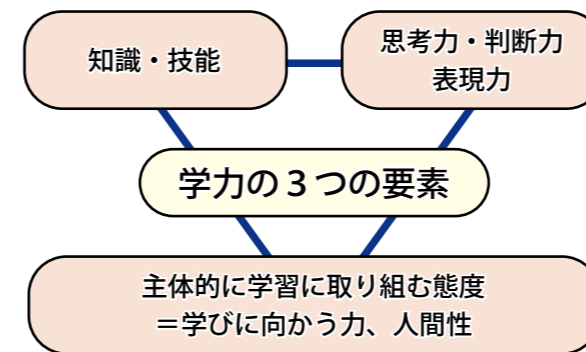 知識・技能
思考力・判断力
表現力
学力の３つの要素
主体的に学習に取り組む態度
＝学びに向かう力、人間性